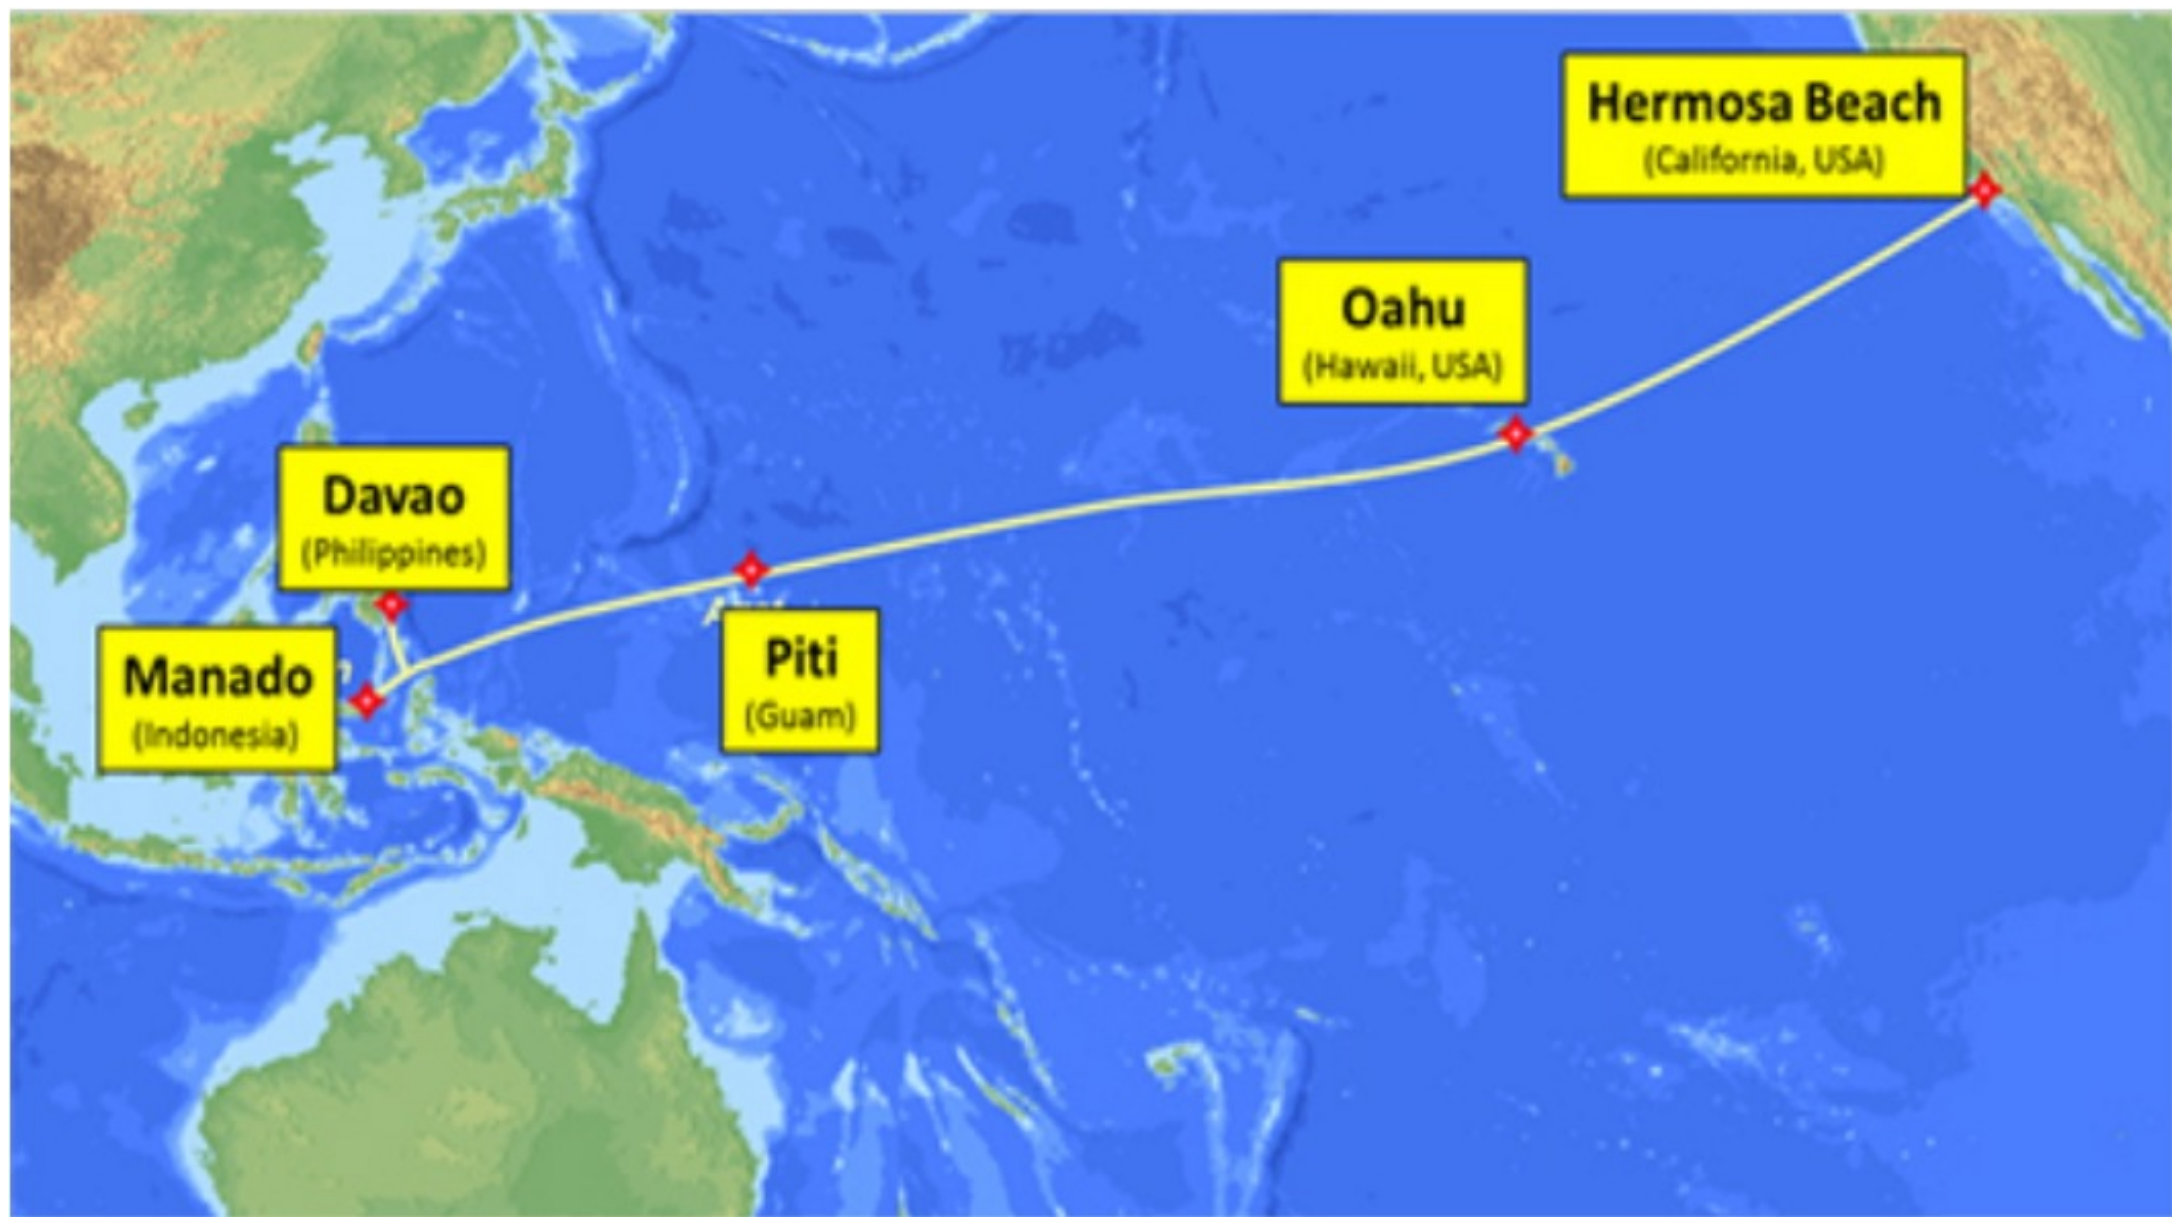 Hermosa Beach
(California, USA)
Oahu
(Hawaii, USA)
Davao
(Philippines)
Manado
(Indonesia)
Piti
(Guam)